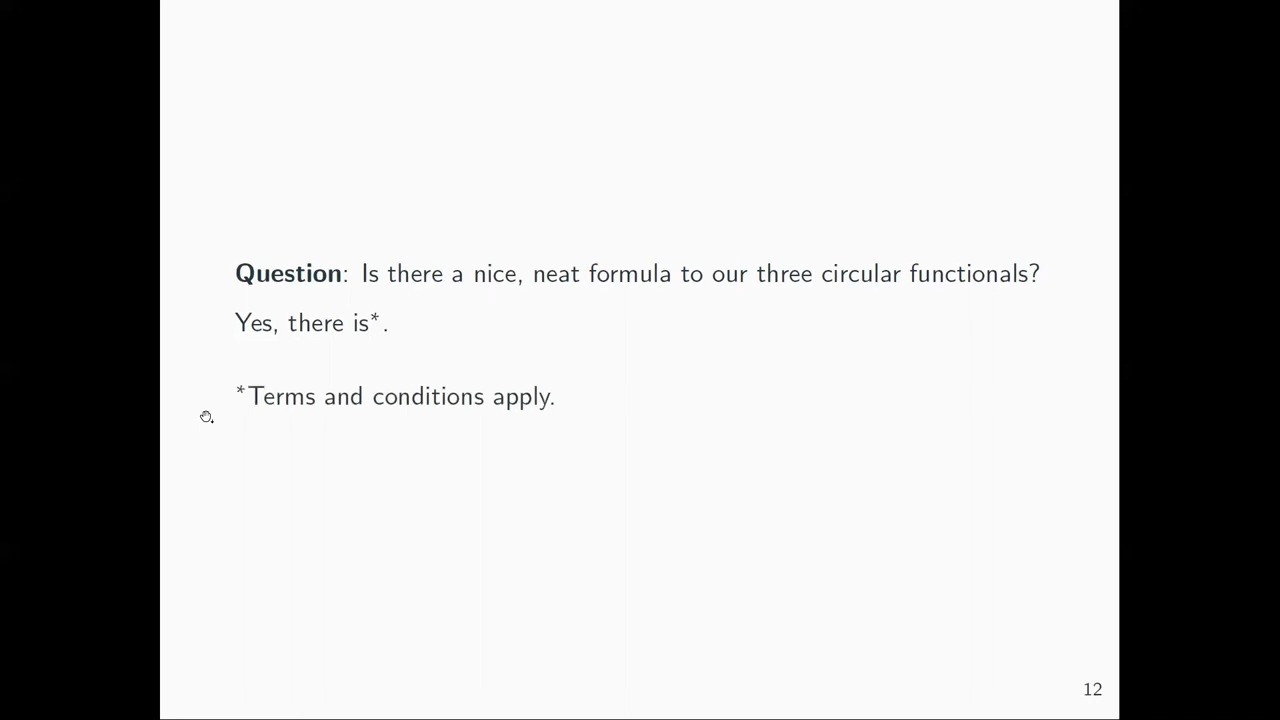 Question: Is there a nice, neat formula to our three circular functionals?
Yes, there is*.
*Terms and conditions apply.
12